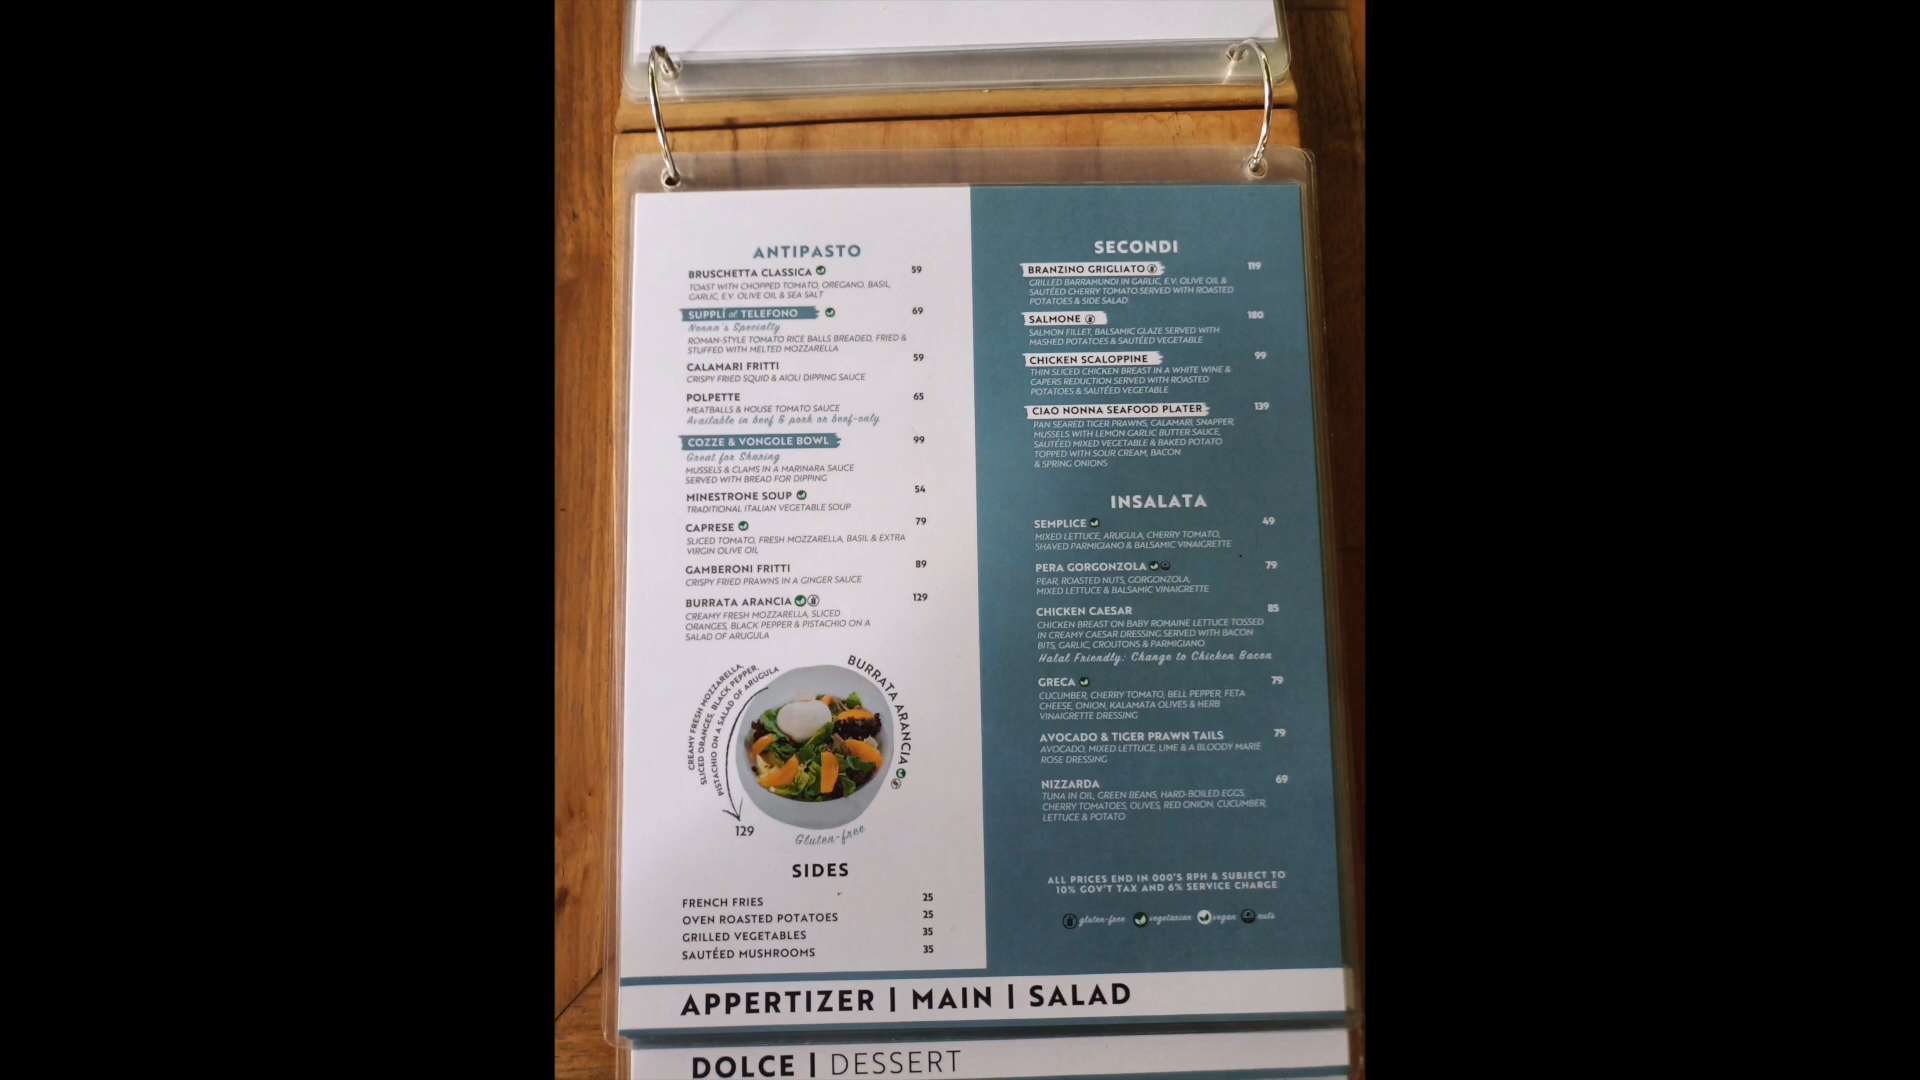 ANTIPASTO
BRUSCHETTA CLASSICA 59
TOAST WITH CHOPPED TOMATO, OREGANO, BASIL,
GARLIC, E.V. OLIVE OIL & SEA SALT
SUPPLÌ al TELEFONO 69
Nonna's Specialty
ROMAN-STYLE TOMATO RICE BALLS BREADED, FRIED &
STUFFED WITH MELTED MOZZARELLA
CALAMARI FRITTI 59
CRISPY FRIED SQUID & AIOLI DIPPING SAUCE
POLPETTE 65
MEATBALLS & HOUSE TOMATO SAUCE
Available in beef & pork or beef-only
COZZE & VONGOLE BOWL 99
Great for Sharing
MUSSELS & CLAMS IN A MARINARA SAUCE
SERVED WITH BREAD FOR DIPPING
MINESTRONE SOUP 54
TRADITIONAL ITALIAN VEGETABLE SOUP
CAPRESE 79
SLICED TOMATO, FRESH MOZZARELLA, BASIL & EXTRA
VIRGIN OLIVE OIL
GAMBERONI FRITTI 89
CRISPY FRIED PRAWNS IN A GINGER SAUCE
BURRATA ARANCIA 129
CREAMY FRESH MOZZARELLA, SLICED
ORANGES, BLACK PEPPER & PISTACHIO ON A
SALAD OF ARUGULA
CREAMY FRESH MOZZARELLA,
SLICED ORANGES, BLACK PEPPER,
PISTACHIO ON A SALAD OF ARUGULA
BURRATA ARANCIA
129
Gluten-free
SIDES
FRENCH FRIES 25
OVEN ROASTED POTATOES 25
GRILLED VEGETABLES 35
SAUTÉED MUSHROOMS 35
SECONDI
BRANZINO GRIGLIATO 119
GRILLED BARRAMUNDI IN GARLIC, E.V. OLIVE OIL &
SAUTÉED CHERRY TOMATO SERVED WITH ROASTED
POTATOES & SIDE SALAD
SALMONE 180
SALMON FILLET, BALSAMIC GLAZE SERVED WITH
MASHED POTATOES & SAUTÉED VEGETABLE
CHICKEN SCALOPPINE 99
THIN SLICED CHICKEN BREAST IN A WHITE WINE &
CAPERS REDUCTION SERVED WITH ROASTED
POTATOES & SAUTÉED VEGETABLE
CIAO NONNA SEAFOOD PLATER 139
PAN SEARED TIGER PRAWNS, CALAMARI, SNAPPER,
MUSSELS WITH LEMON GARLIC BUTTER SAUCE,
SAUTÉED MIXED VEGETABLE & BAKED POTATO
TOPPED WITH SOUR CREAM, BACON
& SPRING ONIONS
INSALATA
SEMPLICE 49
MIXED LETTUCE, ARUGULA, CHERRY TOMATO,
SHAVED PARMIGIANO & BALSAMIC VINAIGRETTE
PERA GORGONZOLA 79
PEAR, ROASTED NUTS, GORGONZOLA,
MIXED LETTUCE & BALSAMIC VINAIGRETTE
CHICKEN CAESAR 85
CHICKEN BREAST ON BABY ROMAINE LETTUCE TOSSED
IN CREAMY CAESAR DRESSING SERVED WITH BACON
BITS, GARLIC, CROUTONS & PARMIGIANO
Halal Friendly: Change to Chicken Bacon
GRECA 79
CUCUMBER, CHERRY TOMATO, BELL PEPPER, FETA
CHEESE, ONION, KALAMATA OLIVES & HERB
VINAIGRETTE DRESSING
AVOCADO & TIGER PRAWN TAILS 79
AVOCADO, MIXED LETTUCE, LIME & A BLOODY MARIE
ROSE DRESSING
NIZZARDA 69
TUNA IN OIL, GREEN BEANS, HARD-BOILED EGGS,
CHERRY TOMATOES, OLIVES, RED ONION, CUCUMBER,
LETTUCE & POTATO
ALL PRICES END IN 000'S RPH & SUBJECT TO
10% GOV'T TAX AND 6% SERVICE CHARGE
gluten-free vegetarian vegan nuts
APPERTIZER | MAIN | SALAD
DOLCE | DESSERT